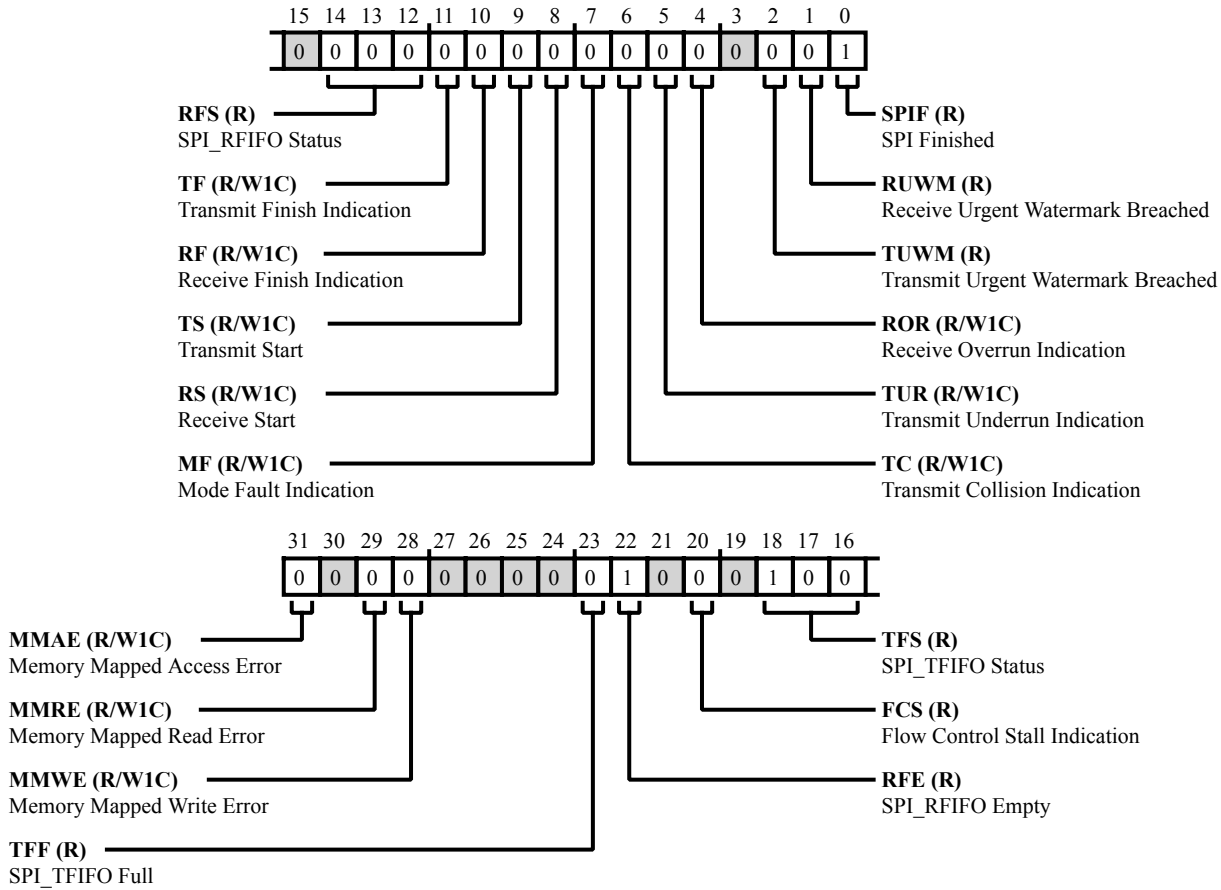 15 14 13 12 11 10 9 8 7 6 5 4 3 2 1 0
0 0 0 0 0 0 0 0 0 0 0 0 0 0 0 1
RFS (R)
SPI_RFIFO Status
TF (R/W1C)
Transmit Finish Indication
RF (R/W1C)
Receive Finish Indication
TS (R/W1C)
Transmit Start
RS (R/W1C)
Receive Start
MF (R/W1C)
Mode Fault Indication
SPIF (R)
SPI Finished
RUWM (R)
Receive Urgent Watermark Breached
TUWM (R)
Transmit Urgent Watermark Breached
ROR (R/W1C)
Receive Overrun Indication
TUR (R/W1C)
Transmit Underrun Indication
TC (R/W1C)
Transmit Collision Indication
31 30 29 28 27 26 25 24 23 22 21 20 19 18 17 16
0 0 0 0 0 0 0 0 0 1 0 0 0 1 0 0
MMAE (R/W1C)
Memory Mapped Access Error
MMRE (R/W1C)
Memory Mapped Read Error
MMWE (R/W1C)
Memory Mapped Write Error
TFF (R)
SPI_TFIFO Full
TFS (R)
SPI_TFIFO Status
FCS (R)
Flow Control Stall Indication
RFE (R)
SPI_RFIFO Empty